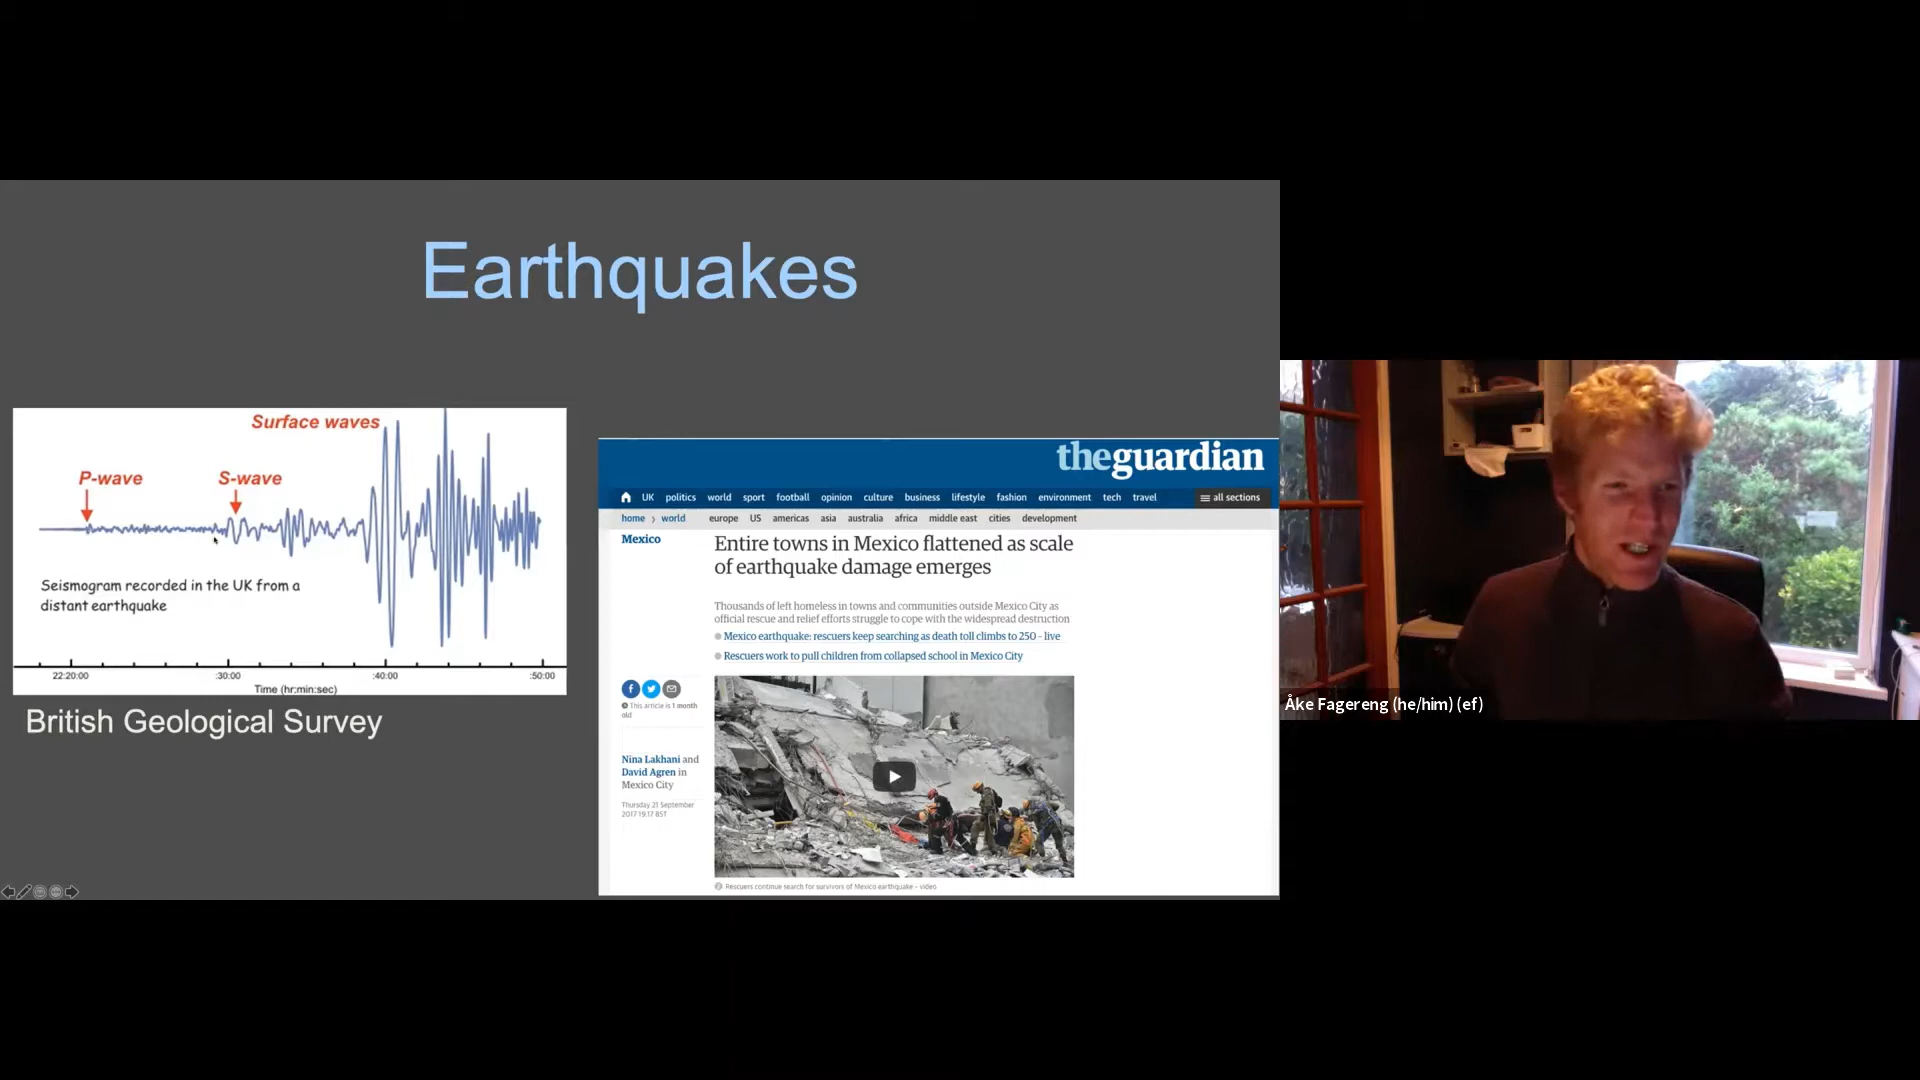 Earthquakes
Surface waves
P-wave
S-wave
Seismogram recorded in the UK from a
distant earthquake
22:20:00
:30:00
:40:00
:50:00
Time (hr:min:sec)
British Geological Survey
theguardian
UK politics world sport football opinion culture business lifestyle fashion environment tech travel all sections
home world europe US americas asia australia africa middle east cities development
Mexico
Entire towns in Mexico flattened as scale
of earthquake damage emerges
Thousands of left homeless in towns and communities outside Mexico City as
official rescue and relief efforts struggle to cope with the widespread destruction
Mexico earthquake: rescuers keep searching as death toll climbs to 250 - live
Rescuers work to pull children from collapsed school in Mexico City
This article is 1 month
old
Nina Lakhani and
David Agren in
Mexico City
Thursday 21 September
2017 19.17 BST
Rescuers continue search for survivors of Mexico earthquake - video
Åke Fagereng (he/him) (ef)